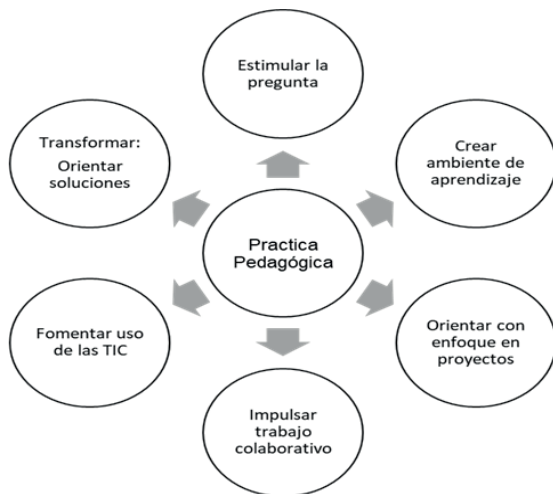 Estimular la
pregunta
Transformar:
Orientar
soluciones
Crear
ambiente de
aprendizaje
Practica
Pedagógica
Fomentar uso
de las TIC
Orientar con
enfoque en
proyectos
Impulsar
trabajo
colaborativo